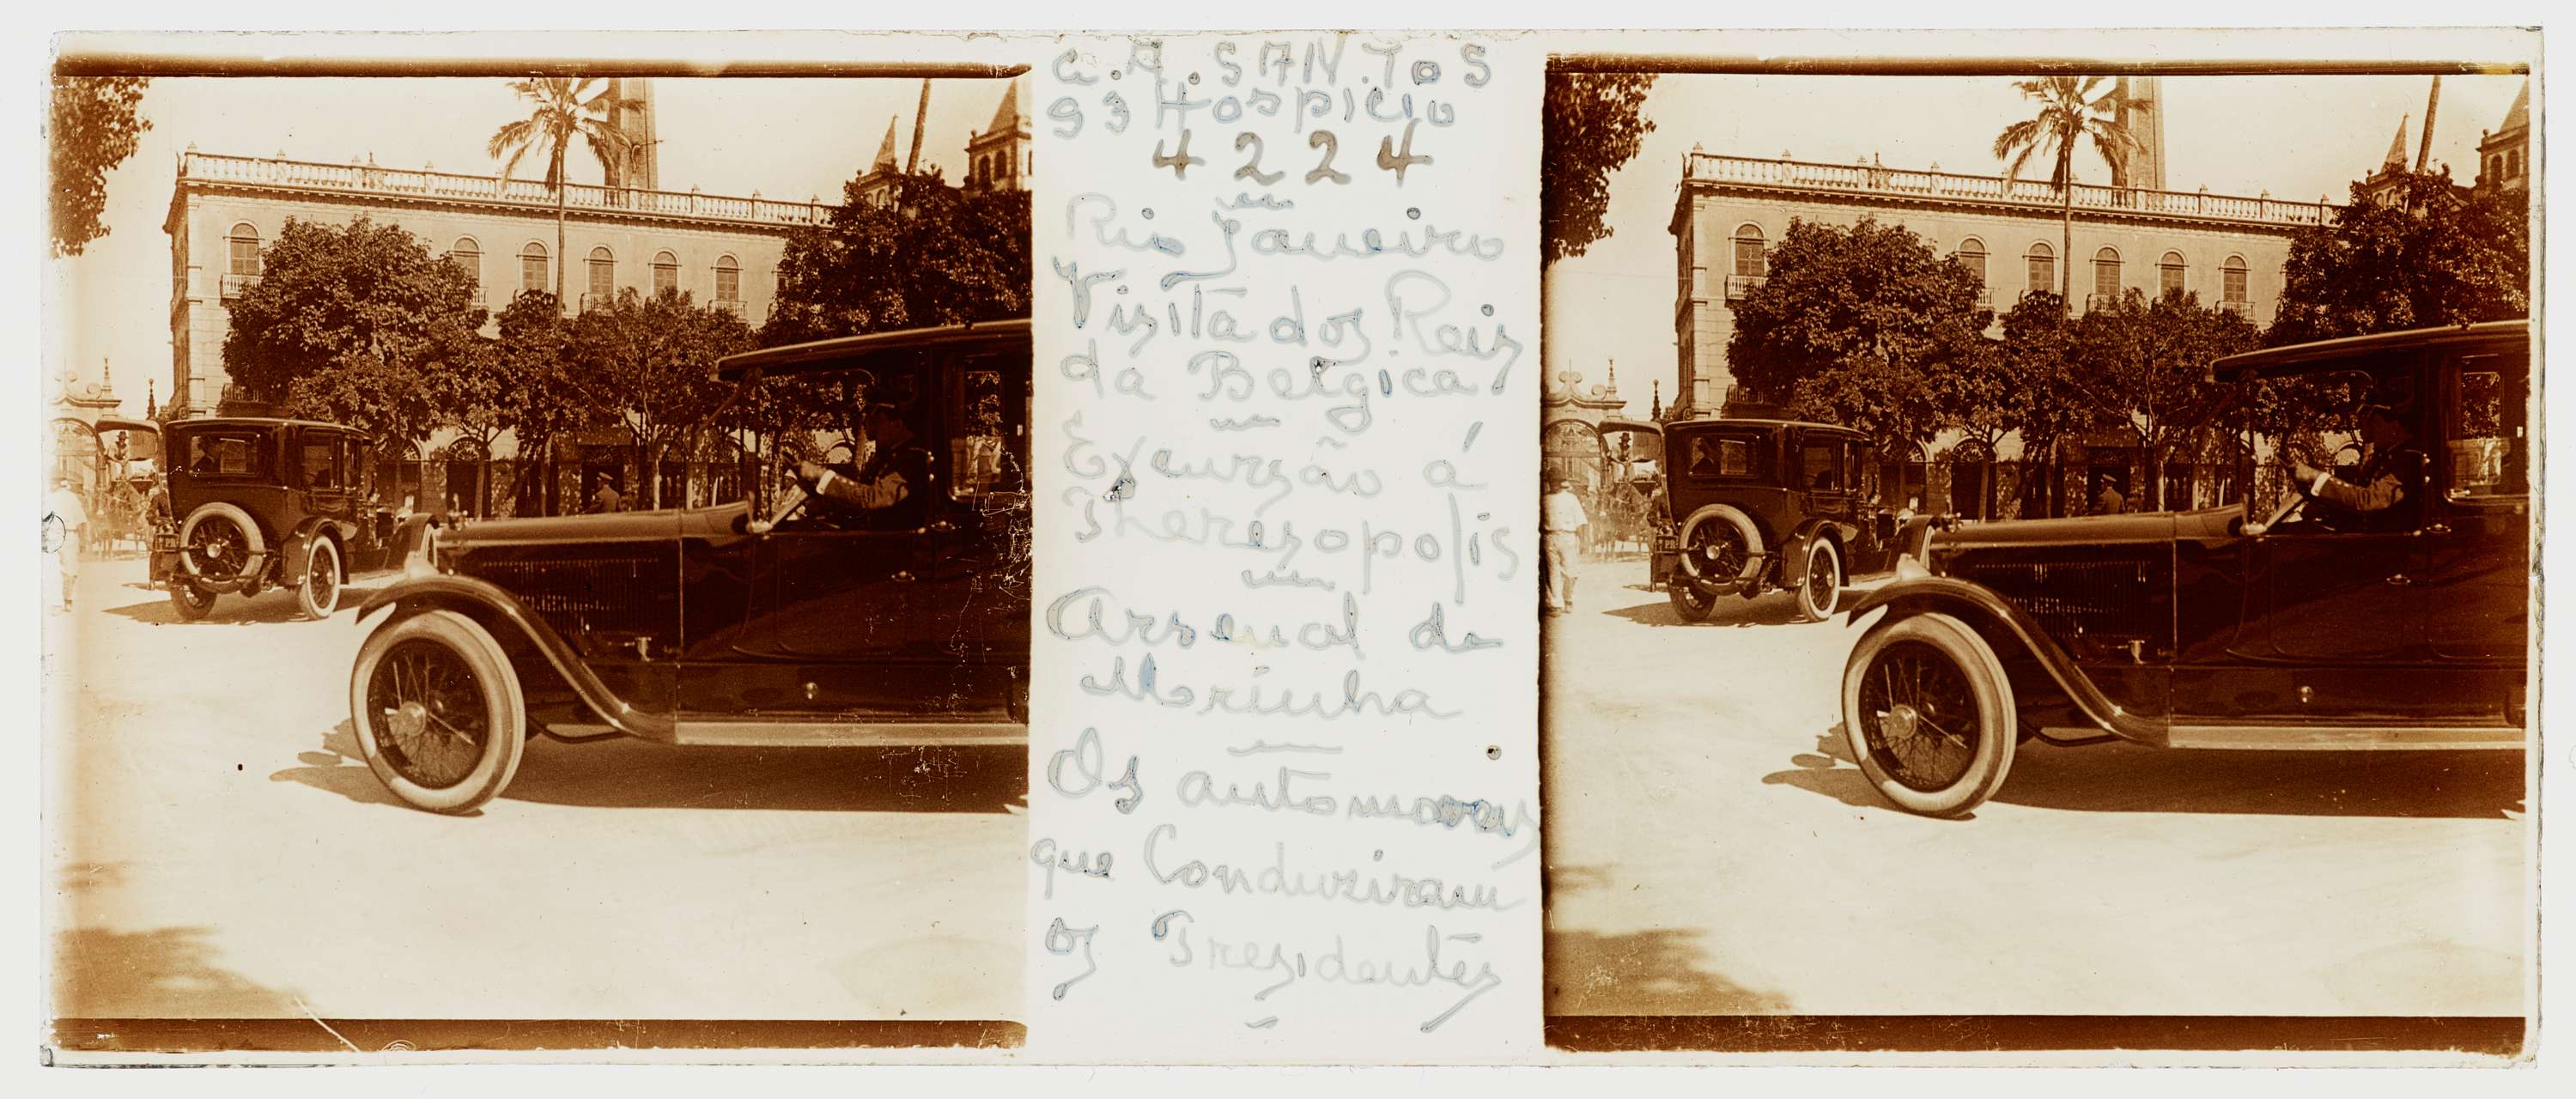 G.A.SANTOS
93 Hospicio
4224
Rio Janeiro
Visita dos Reis
da Belgica
Excursão á
Therezopolis
Arsenal de
Marinha
Os automoveis
que Conduziram
os Presidentes